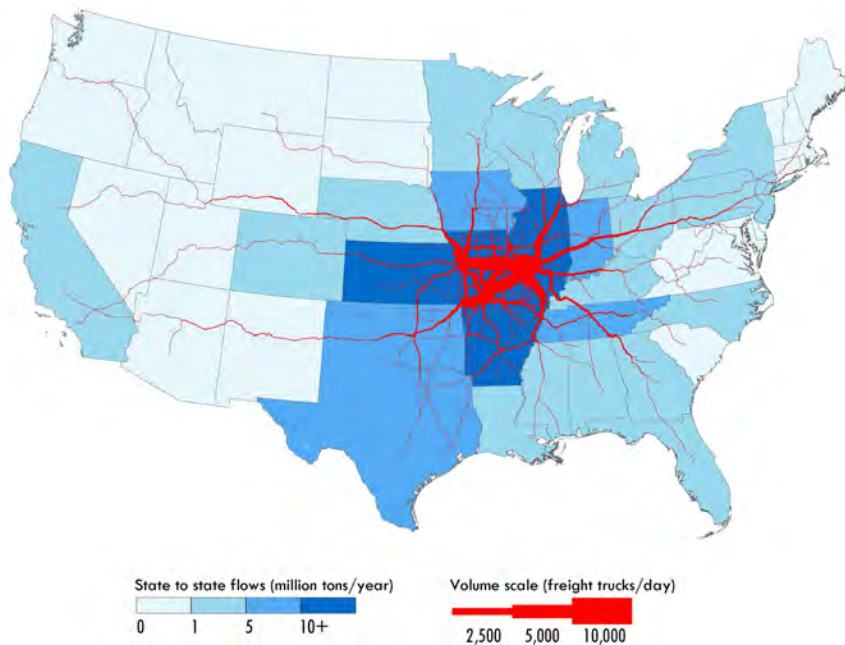 State to state flows (million tons/year)
0 1 5 10+
Volume scale (freight trucks/day)
2,500 5,000 10,000